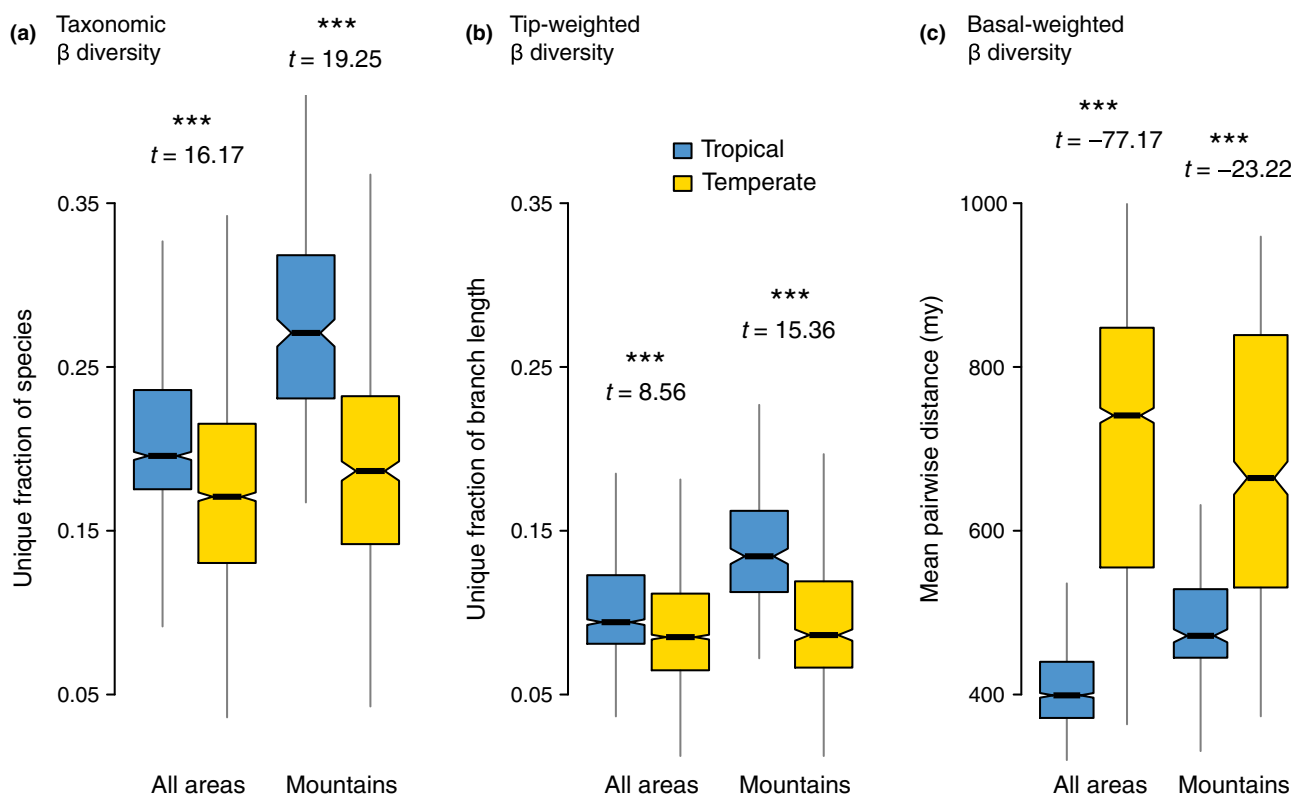 (a) Taxonomic
β diversity
***
t = 16.17
***
t = 19.25
Unique fraction of species
0.35
0.25
0.15
0.05
All areas
Mountains
(b) Tip-weighted
β diversity
Tropical
Temperate
***
t = 8.56
***
t = 15.36
Unique fraction of branch length
0.35
0.25
0.15
0.05
All areas
Mountains
(c) Basal-weighted
β diversity
***
t = –77.17
***
t = –23.22
Mean pairwise distance (my)
1000
800
600
400
All areas
Mountains